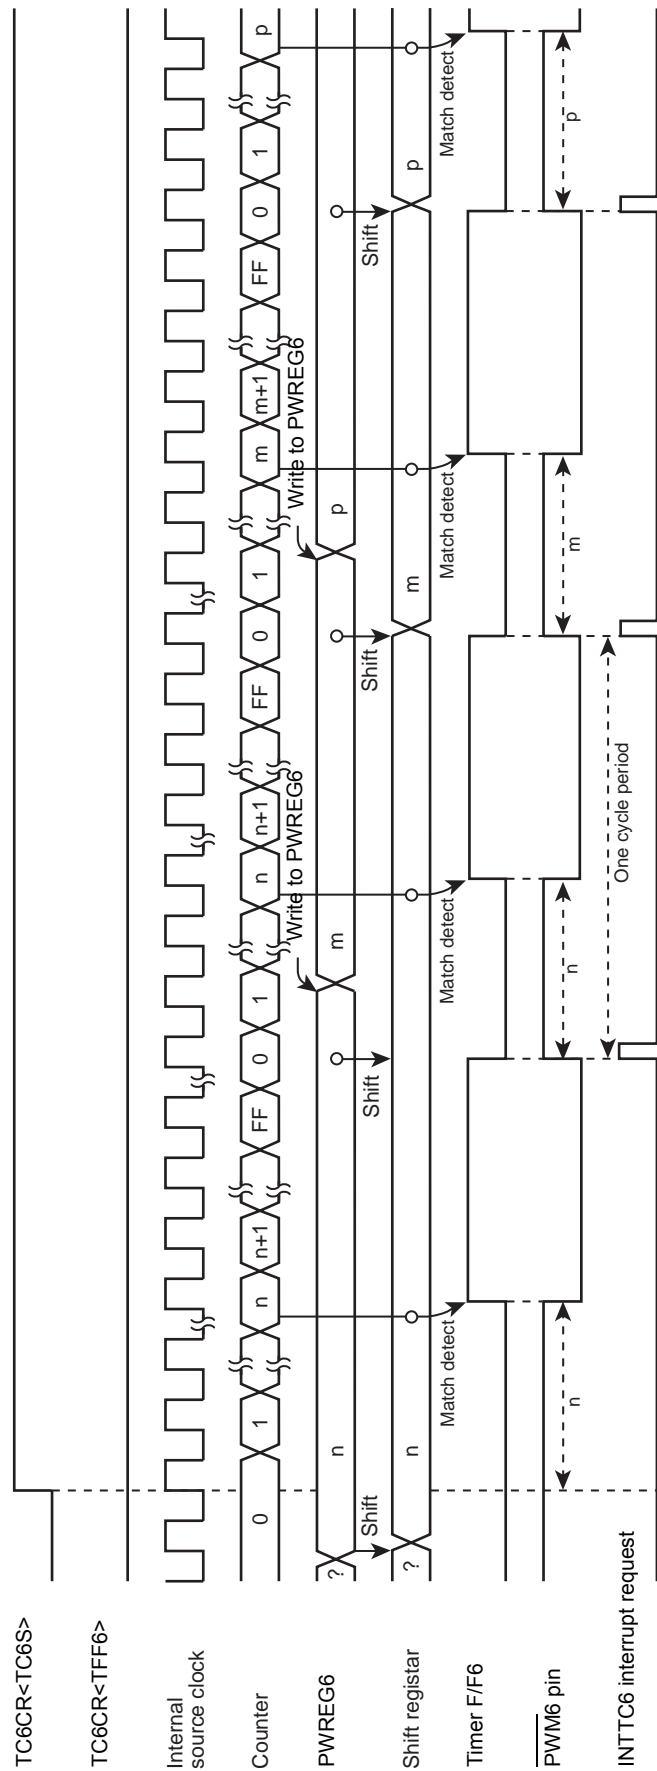 TC6CR<TC6S>
TC6CR<TFF6>
Internal
source clock
Counter
0
1
n
n+1
FF
0
1
n
n+1
FF
0
1
m
m+1
FF
0
1
p
Write to PWREG6
Write to PWREG6
PWREG6
?
n
m
p
Shift
Shift
Shift
Shift
Shift registar
?
n
m
p
Match detect
Match detect
Match detect
Match detect
Timer F/F6
PWM6 pin
n
n
m
p
One cycle period
INTTC6 interrupt request